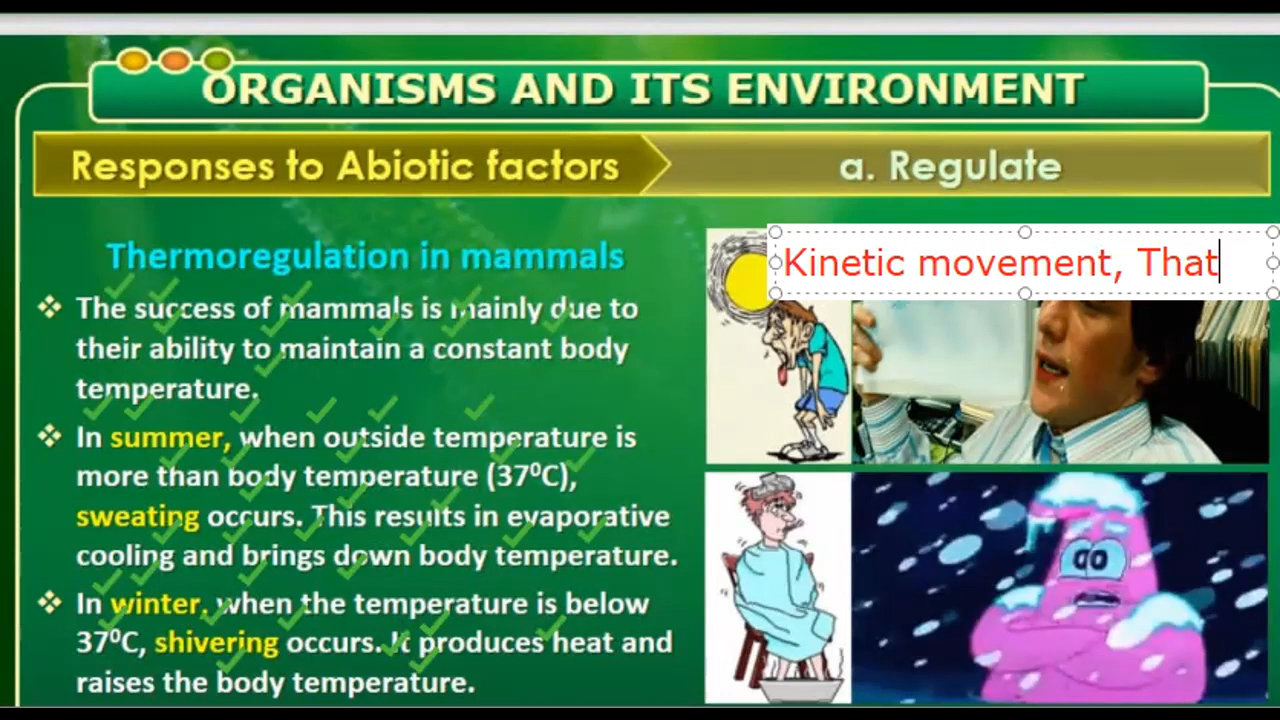 ORGANISMS AND ITS ENVIRONMENT
Responses to Abiotic factors
a. Regulate
Thermoregulation in mammals
Kinetic movement, That
The success of mammals is mainly due to
their ability to maintain a constant body
temperature.
In summer, when outside temperature is
more than body temperature (37⁰C),
sweating occurs. This results in evaporative
cooling and brings down body temperature.
In winter, when the temperature is below
37⁰C, shivering occurs. It produces heat and
raises the body temperature.